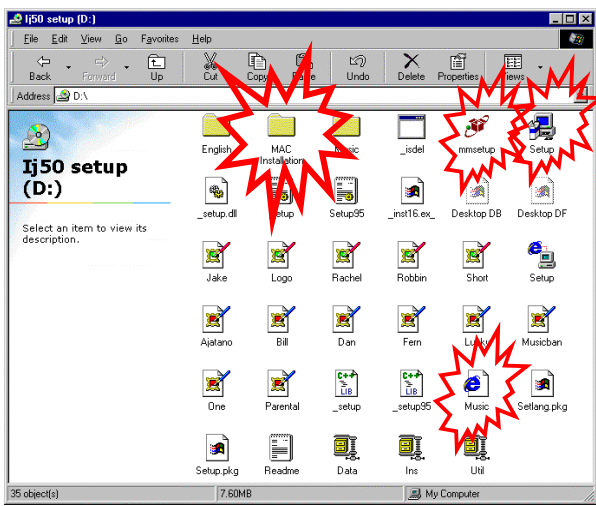 Ij50 setup (D:)
File Edit View Go Favorites Help
Back Forward Up Cut Copy Paste Undo Delete Properties Views
Address D:\
Ij50 setup
(D:)
Select an item to view its
description.
English MAC Installation Music _isdel mmsetup Setup
_setup.dll Setup Setup95 _inst16.ex_ Desktop DB Desktop DF
Jake Logo Rachel Robbin Short Setup
Ajatano Bill Dan Fern Lucky Musicban
One Parental _setup _setup95 Music Setlang.pkg
Setup.pkg Readme Data Ins Util
35 object(s) 7.60MB My Computer